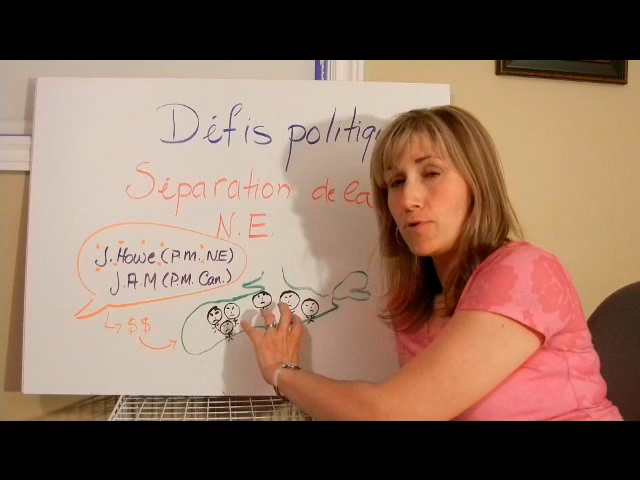 Défis politiq
Séparation de la
N.E.
J. Howe (P.M. NE)
J.A.M (P.M. Can.)
$$